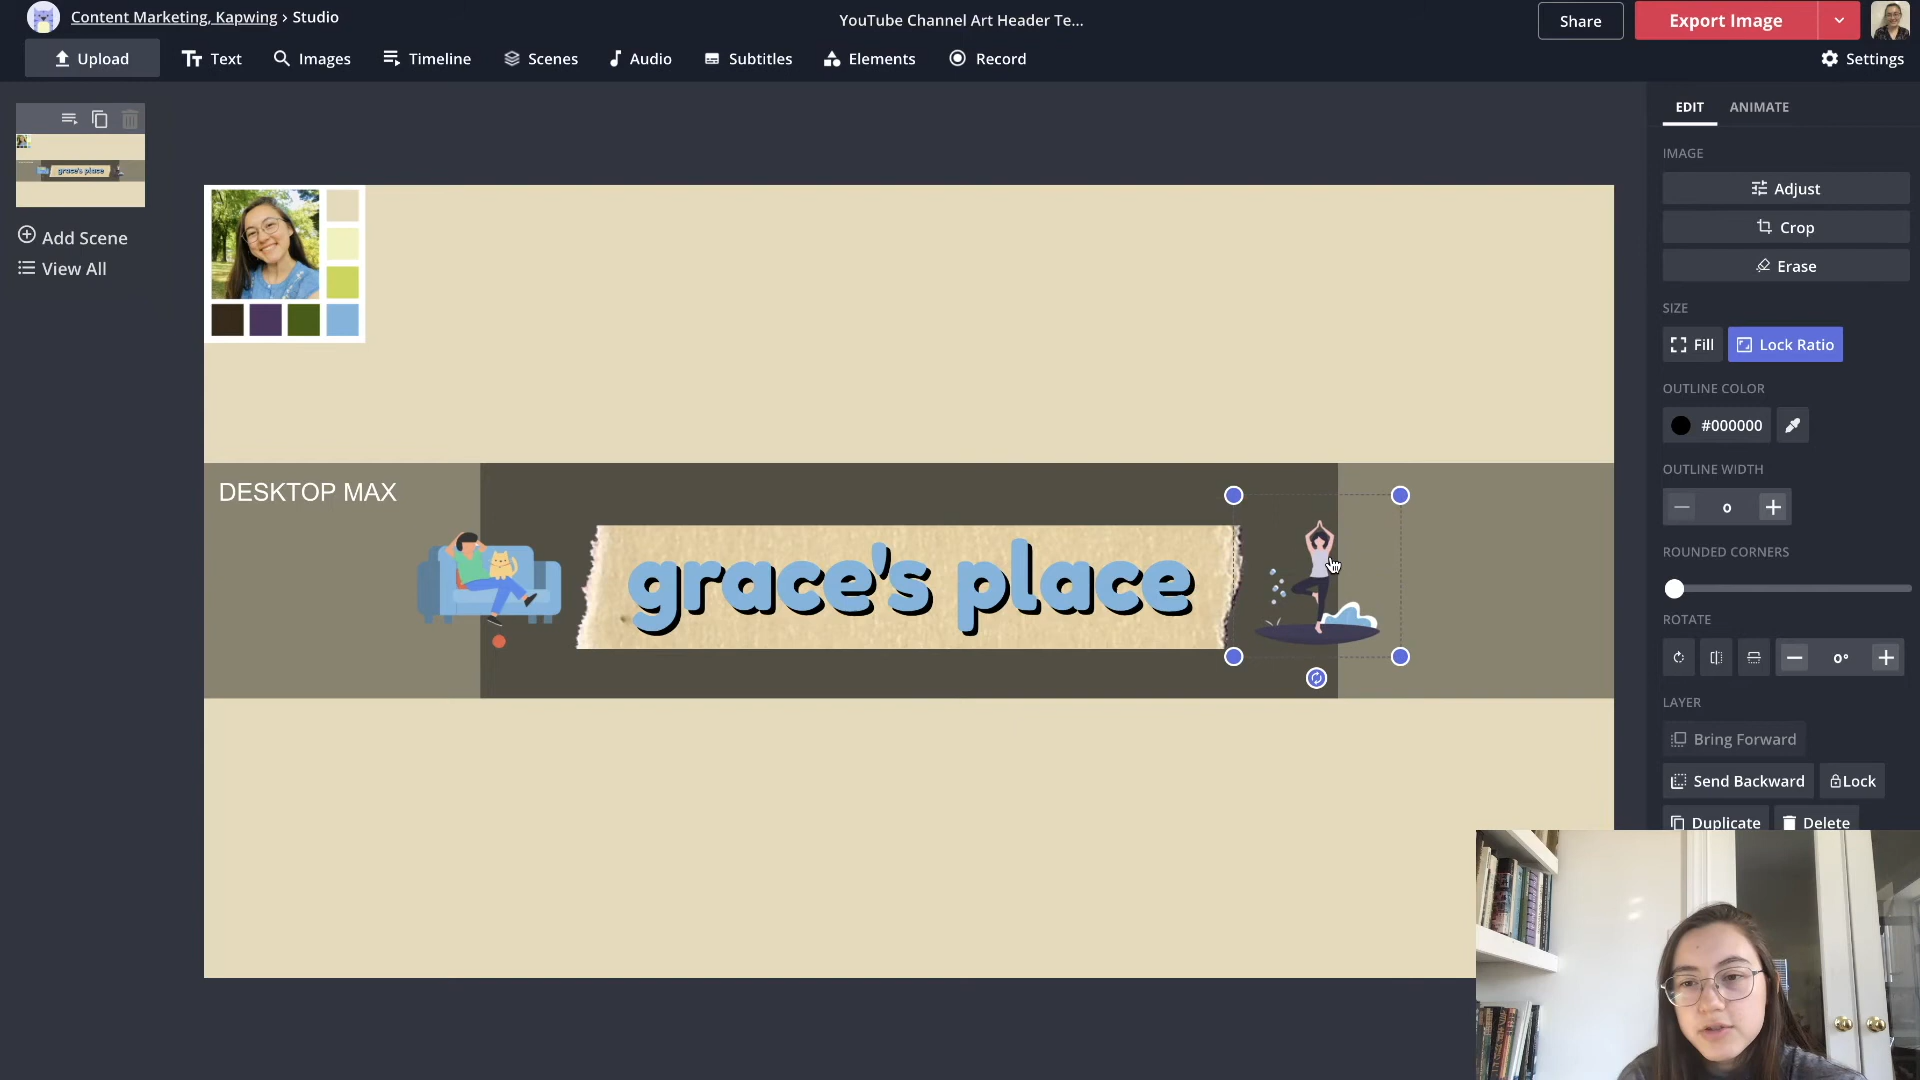 Content Marketing, Kapwing › Studio
YouTube Channel Art Header Te...
Share
Export Image
Upload
Text
Images
Timeline
Scenes
Audio
Subtitles
Elements
Record
Settings
grace's place
Add Scene
View All
DESKTOP MAX
grace's place
EDIT
ANIMATE
IMAGE
Adjust
Crop
Erase
SIZE
Fill
Lock Ratio
OUTLINE COLOR
#000000
OUTLINE WIDTH
0
ROUNDED CORNERS
ROTATE
0°
LAYER
Bring Forward
Send Backward
Lock
Duplicate
Delete